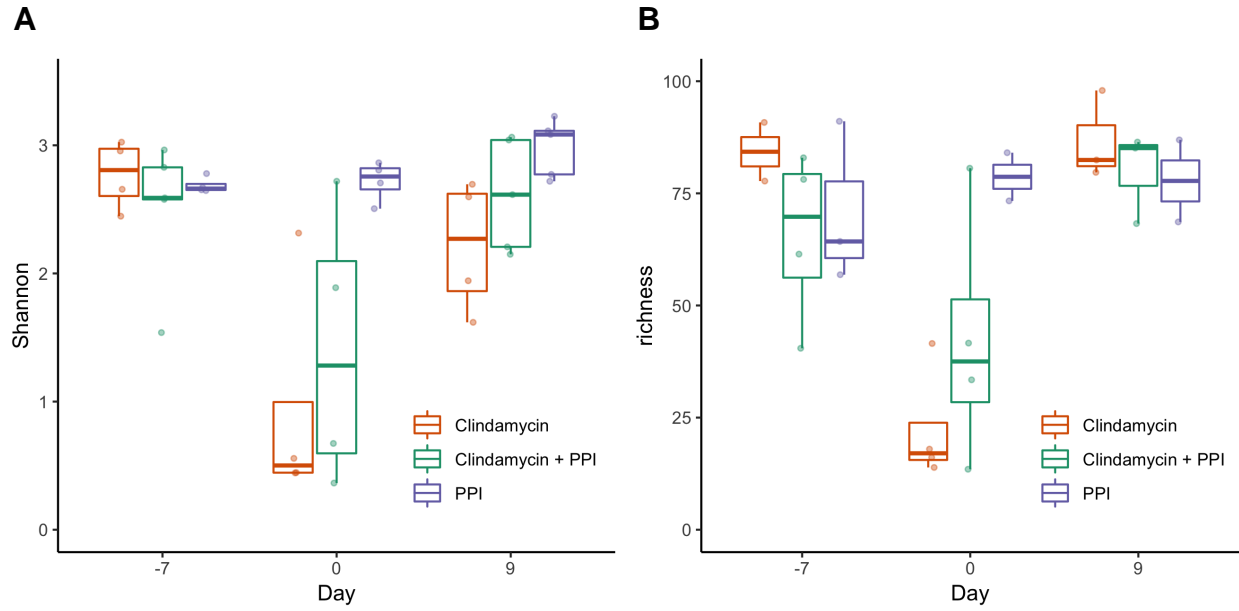 A
Shannon
3
2
1
0
-7
0
9
Day
Clindamycin
Clindamycin + PPI
PPI
B
richness
100
75
50
25
0
-7
0
9
Day
Clindamycin
Clindamycin + PPI
PPI